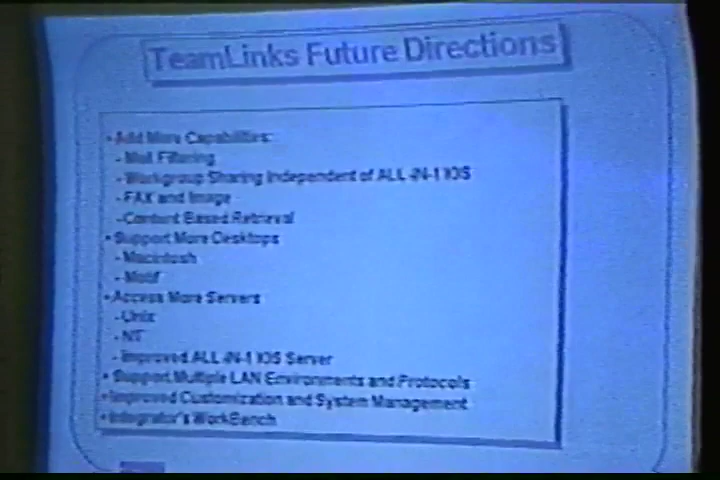 TeamLinks Future Directions
• Add More Capabilities:
- Mail Filtering
- Workgroup Sharing Independent of ALL-IN-1 IOS
- FAX and Image
- Content Based Retrieval
• Support More Desktops
- Macintosh
- Motif
• Access More Servers
- Unix
- NT
- Improved ALL-IN-1 IOS Server
• Support Multiple LAN Environments and Protocols
• Improved Customization and System Management
• Integrator's WorkBench